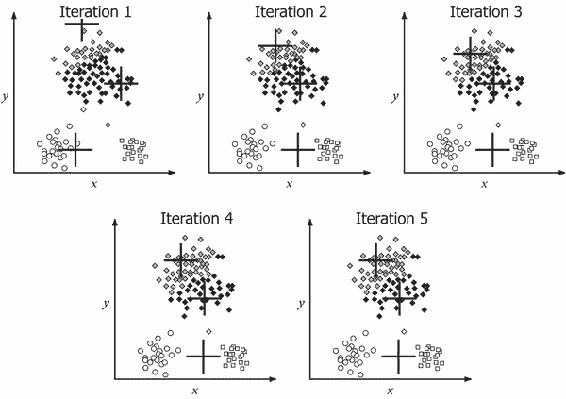 Iteration 1
y
x
Iteration 2
y
x
Iteration 3
y
x
Iteration 4
y
x
Iteration 5
y
x